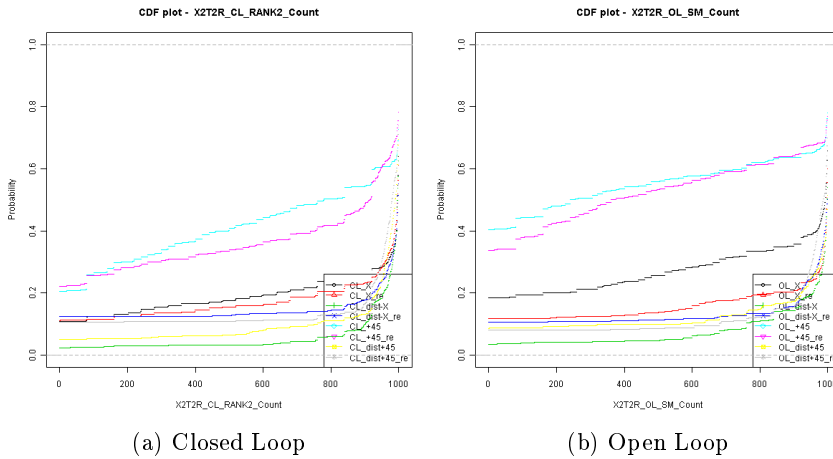 CDF plot - X2T2R_CL_RANK2_Count
Probability
1.0
0.8
0.6
0.4
0.2
0.0
CL_X
CL_X_re
CL_dist-X
CL_dist-X_re
CL_+45
CL_+45_re
CL_dist+45
CL_dist+45_re
0 200 400 600 800 1000
X2T2R_CL_RANK2_Count
(a) Closed Loop
CDF plot - X2T2R_OL_SM_Count
Probability
1.0
0.8
0.6
0.4
0.2
0.0
OL_X
OL_X_re
OL_dist-X
OL_dist-X_re
OL_+45
OL_+45_re
OL_dist+45
OL_dist+45_re
0 200 400 600 800
X2T2R_OL_SM_Count
(b) Open Loop